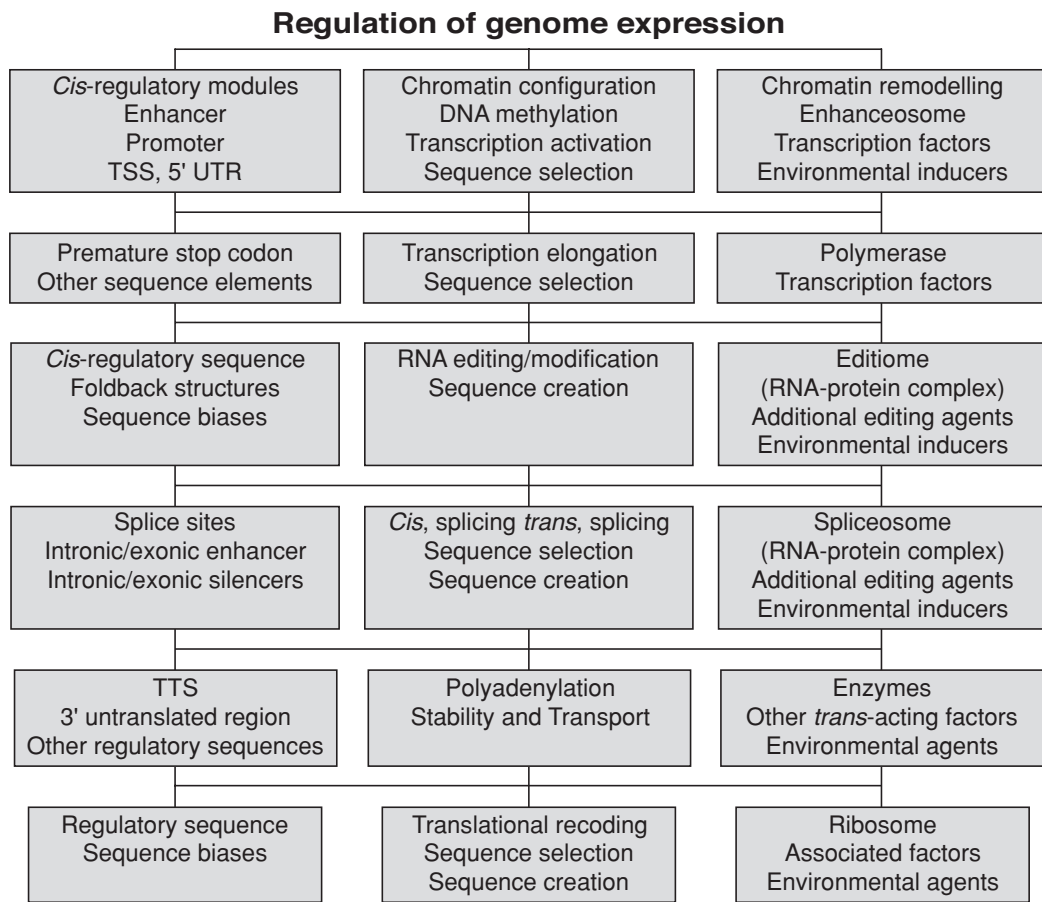 Regulation of genome expression
Cis-regulatory modules
Enhancer
Promoter
TSS, 5' UTR
Chromatin configuration
DNA methylation
Transcription activation
Sequence selection
Chromatin remodelling
Enhanceosome
Transcription factors
Environmental inducers
Premature stop codon
Other sequence elements
Transcription elongation
Sequence selection
Polymerase
Transcription factors
Cis-regulatory sequence
Foldback structures
Sequence biases
RNA editing/modification
Sequence creation
Editiome
(RNA-protein complex)
Additional editing agents
Environmental inducers
Splice sites
Intronic/exonic enhancer
Intronic/exonic silencers
Cis, splicing trans, splicing
Sequence selection
Sequence creation
Spliceosome
(RNA-protein complex)
Additional editing agents
Environmental inducers
TTS
3' untranslated region
Other regulatory sequences
Polyadenylation
Stability and Transport
Enzymes
Other trans-acting factors
Environmental agents
Regulatory sequence
Sequence biases
Translational recoding
Sequence selection
Sequence creation
Ribosome
Associated factors
Environmental agents